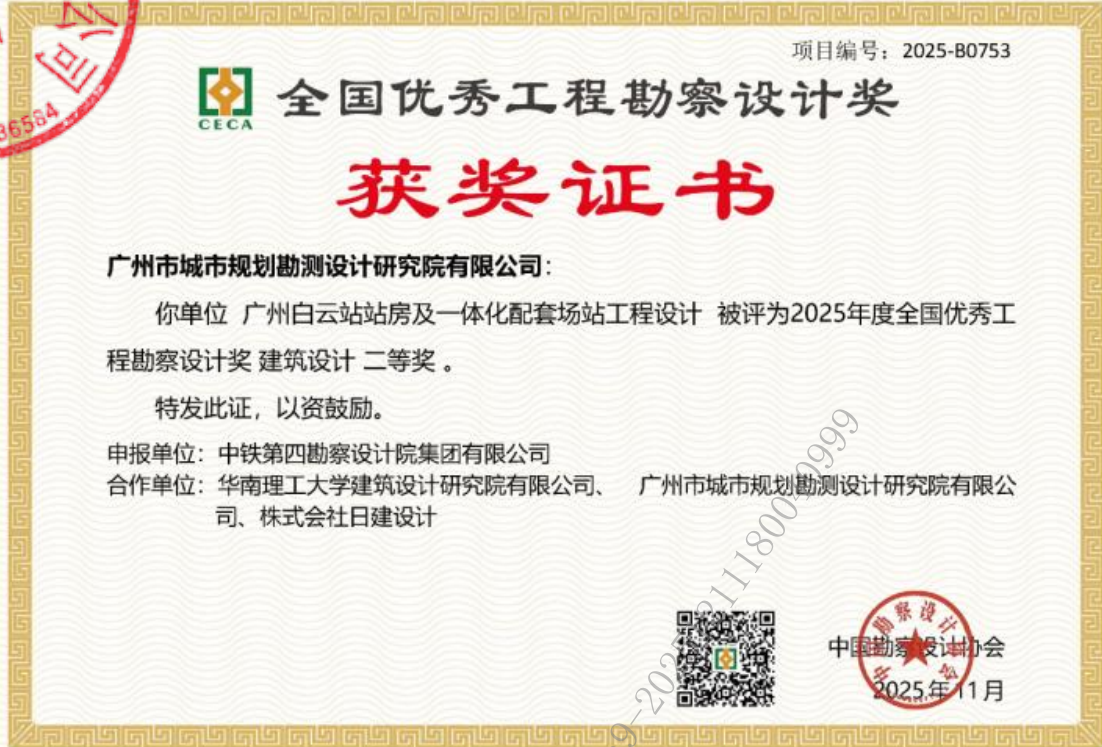 项目编号：2025-B0753
CECA
全国优秀工程勘察设计奖
获奖证书
广州市城市规划勘测设计研究院有限公司：
你单位 广州白云站站房及一体化配套场站工程设计 被评为2025年度全国优秀工
程勘察设计奖 建筑设计 二等奖 。
特发此证，以资鼓励。
申报单位：中铁第四勘察设计院集团有限公司
合作单位：华南理工大学建筑设计研究院有限公司、 广州市城市规划勘测设计研究院有限公
司、株式会社日建设计
中国勘察设计协会
2025年11月
公司
36584